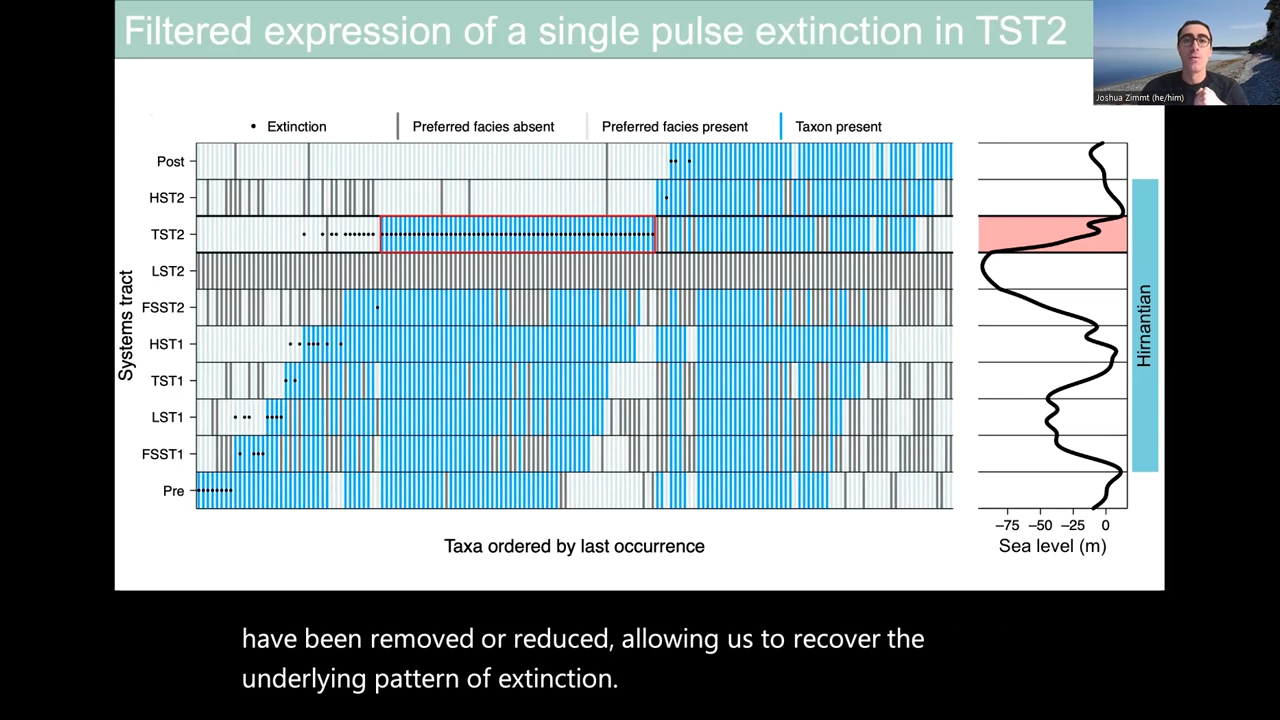 Filtered expression of a single pulse extinction in TST2
Joshua Zimmt (he/him)
Extinction
Preferred facies absent
Preferred facies present
Taxon present
Post
HST2
TST2
LST2
FSST2
HST1
TST1
LST1
FSST1
Pre
Systems tract
Taxa ordered by last occurrence
Hirnantian
−75 −50 −25 0
Sea level (m)
have been removed or reduced, allowing us to recover the
underlying pattern of extinction.